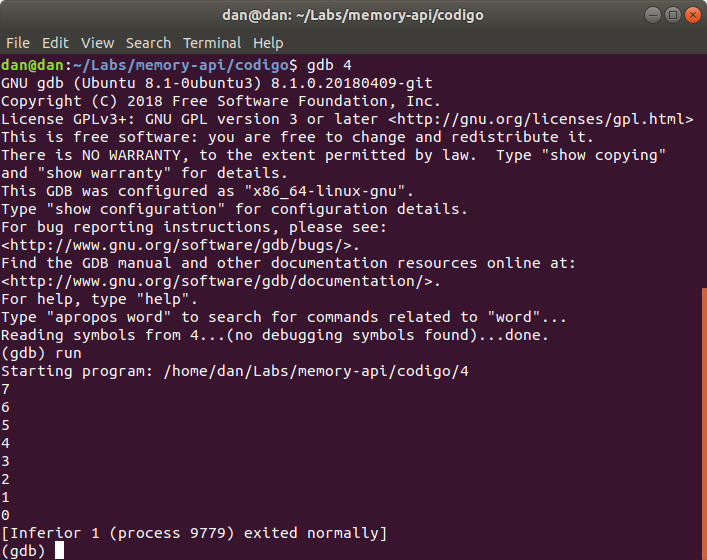 dan@dan: ~/Labs/memory-api/codigo
File Edit View Search Terminal Help
dan@dan:~/Labs/memory-api/codigo$ gdb 4
GNU gdb (Ubuntu 8.1-0ubuntu3) 8.1.0.20180409-git
Copyright (C) 2018 Free Software Foundation, Inc.
License GPLv3+: GNU GPL version 3 or later <http://gnu.org/licenses/gpl.html>
This is free software: you are free to change and redistribute it.
There is NO WARRANTY, to the extent permitted by law.  Type "show copying"
and "show warranty" for details.
This GDB was configured as "x86_64-linux-gnu".
Type "show configuration" for configuration details.
For bug reporting instructions, please see:
<http://www.gnu.org/software/gdb/bugs/>.
Find the GDB manual and other documentation resources online at:
<http://www.gnu.org/software/gdb/documentation/>.
For help, type "help".
Type "apropos word" to search for commands related to "word"...
Reading symbols from 4...(no debugging symbols found)...done.
(gdb) run
Starting program: /home/dan/Labs/memory-api/codigo/4
7
6
5
4
3
2
1
0
[Inferior 1 (process 9779) exited normally]
(gdb)